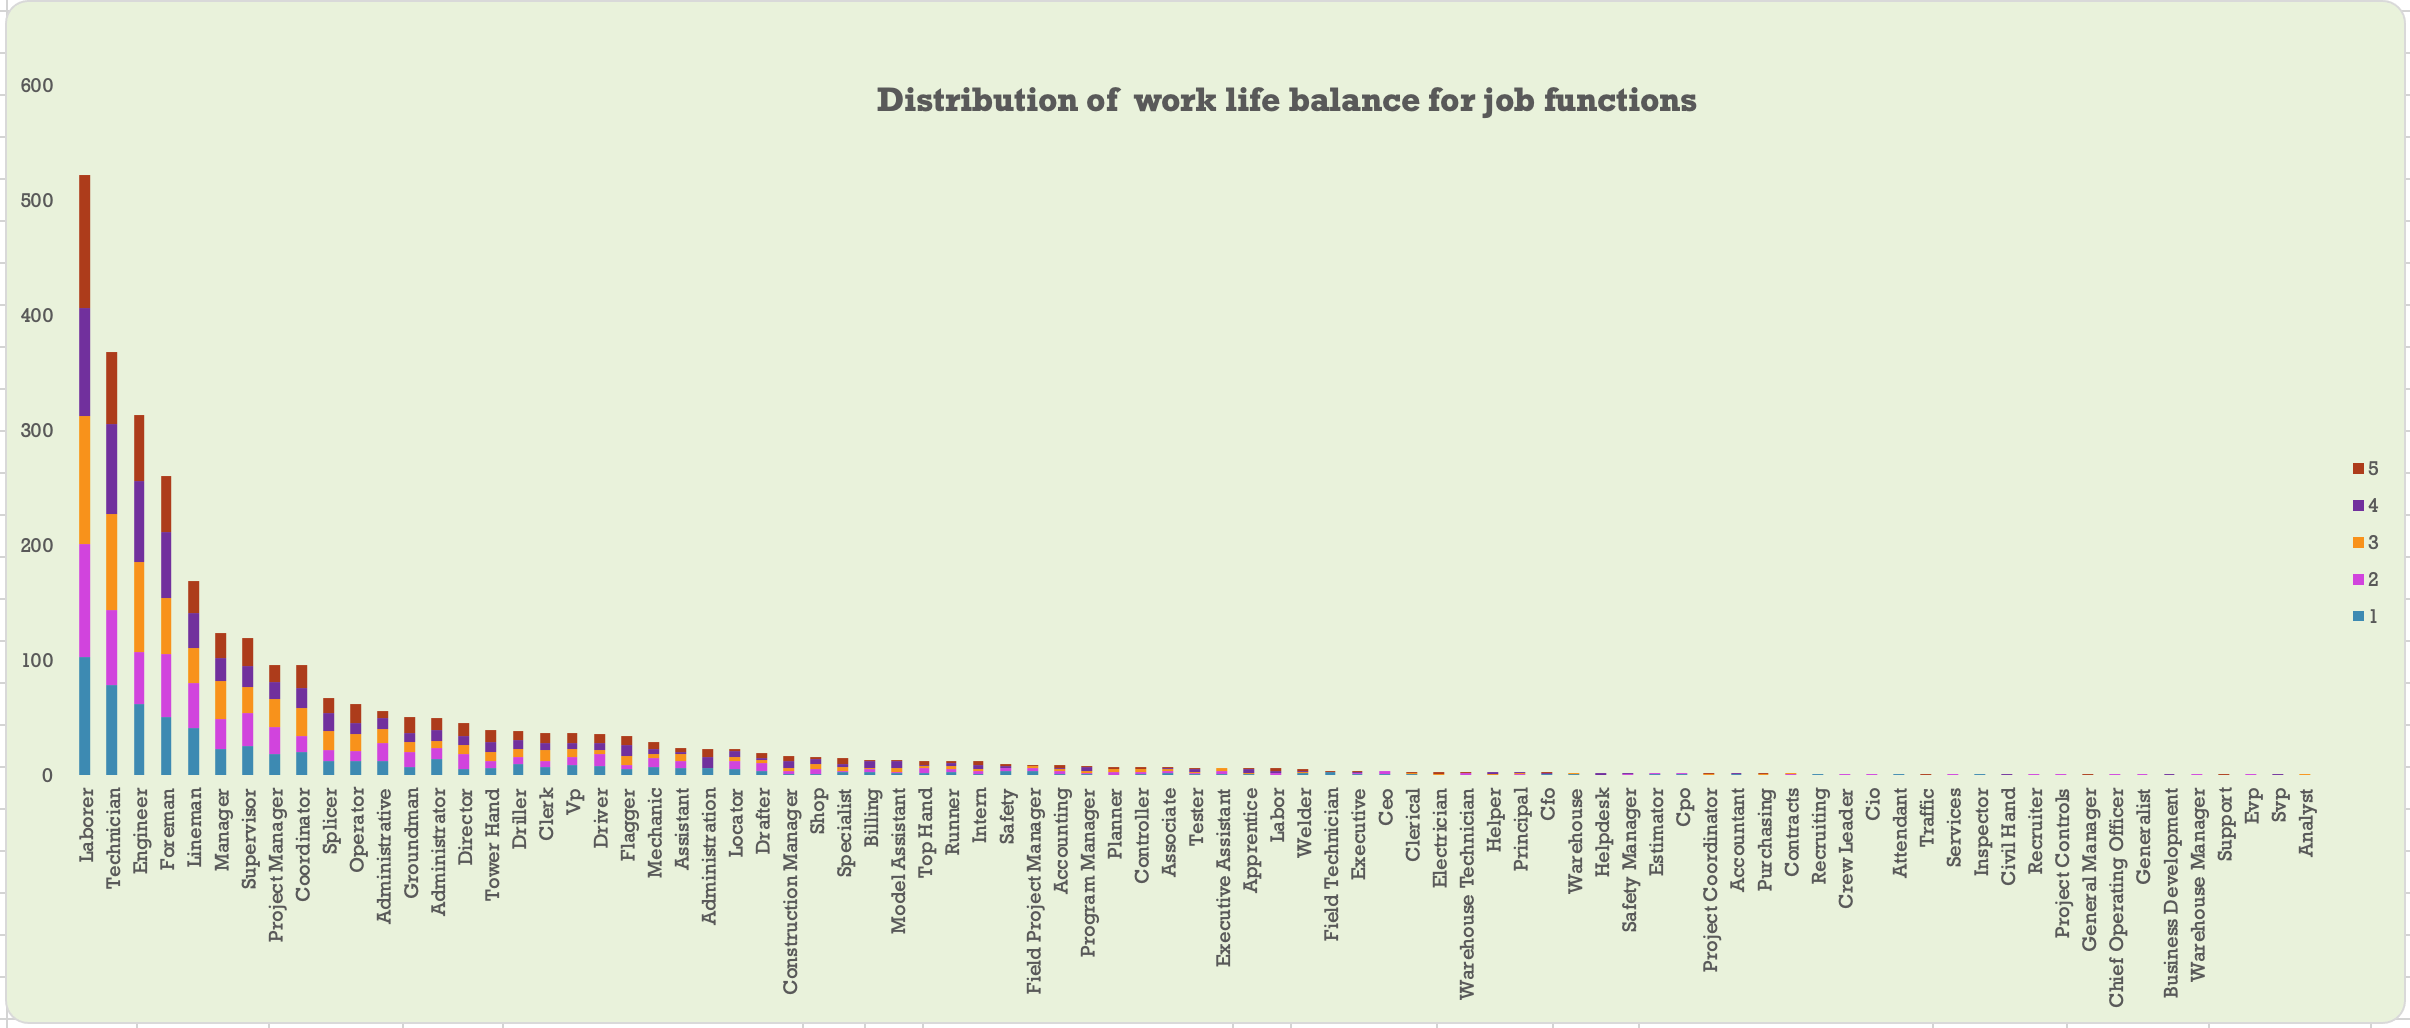 Distribution of work life balance for job functions
600
500
400
300
200
100
0
5
4
3
2
1
Laborer
Technician
Engineer
Foreman
Lineman
Manager
Supervisor
Project Manager
Coordinator
Splicer
Operator
Administrative
Groundman
Administrator
Director
Tower Hand
Driller
Clerk
Vp
Driver
Flagger
Mechanic
Assistant
Administration
Locator
Drafter
Construction Manager
Shop
Specialist
Billing
Model Assistant
Top Hand
Runner
Intern
Safety
Field Project Manager
Accounting
Program Manager
Planner
Controller
Associate
Tester
Executive Assistant
Apprentice
Labor
Welder
Field Technician
Executive
Ceo
Clerical
Electrician
Warehouse Technician
Helper
Principal
Cfo
Warehouse
Helpdesk
Safety Manager
Estimator
Cpo
Project Coordinator
Accountant
Purchasing
Contracts
Recruiting
Crew Leader
Cio
Attendant
Traffic
Services
Inspector
Civil Hand
Recruiter
Project Controls
General Manager
Chief Operating Officer
Generalist
Business Development
Warehouse Manager
Support
Evp
Svp
Analyst